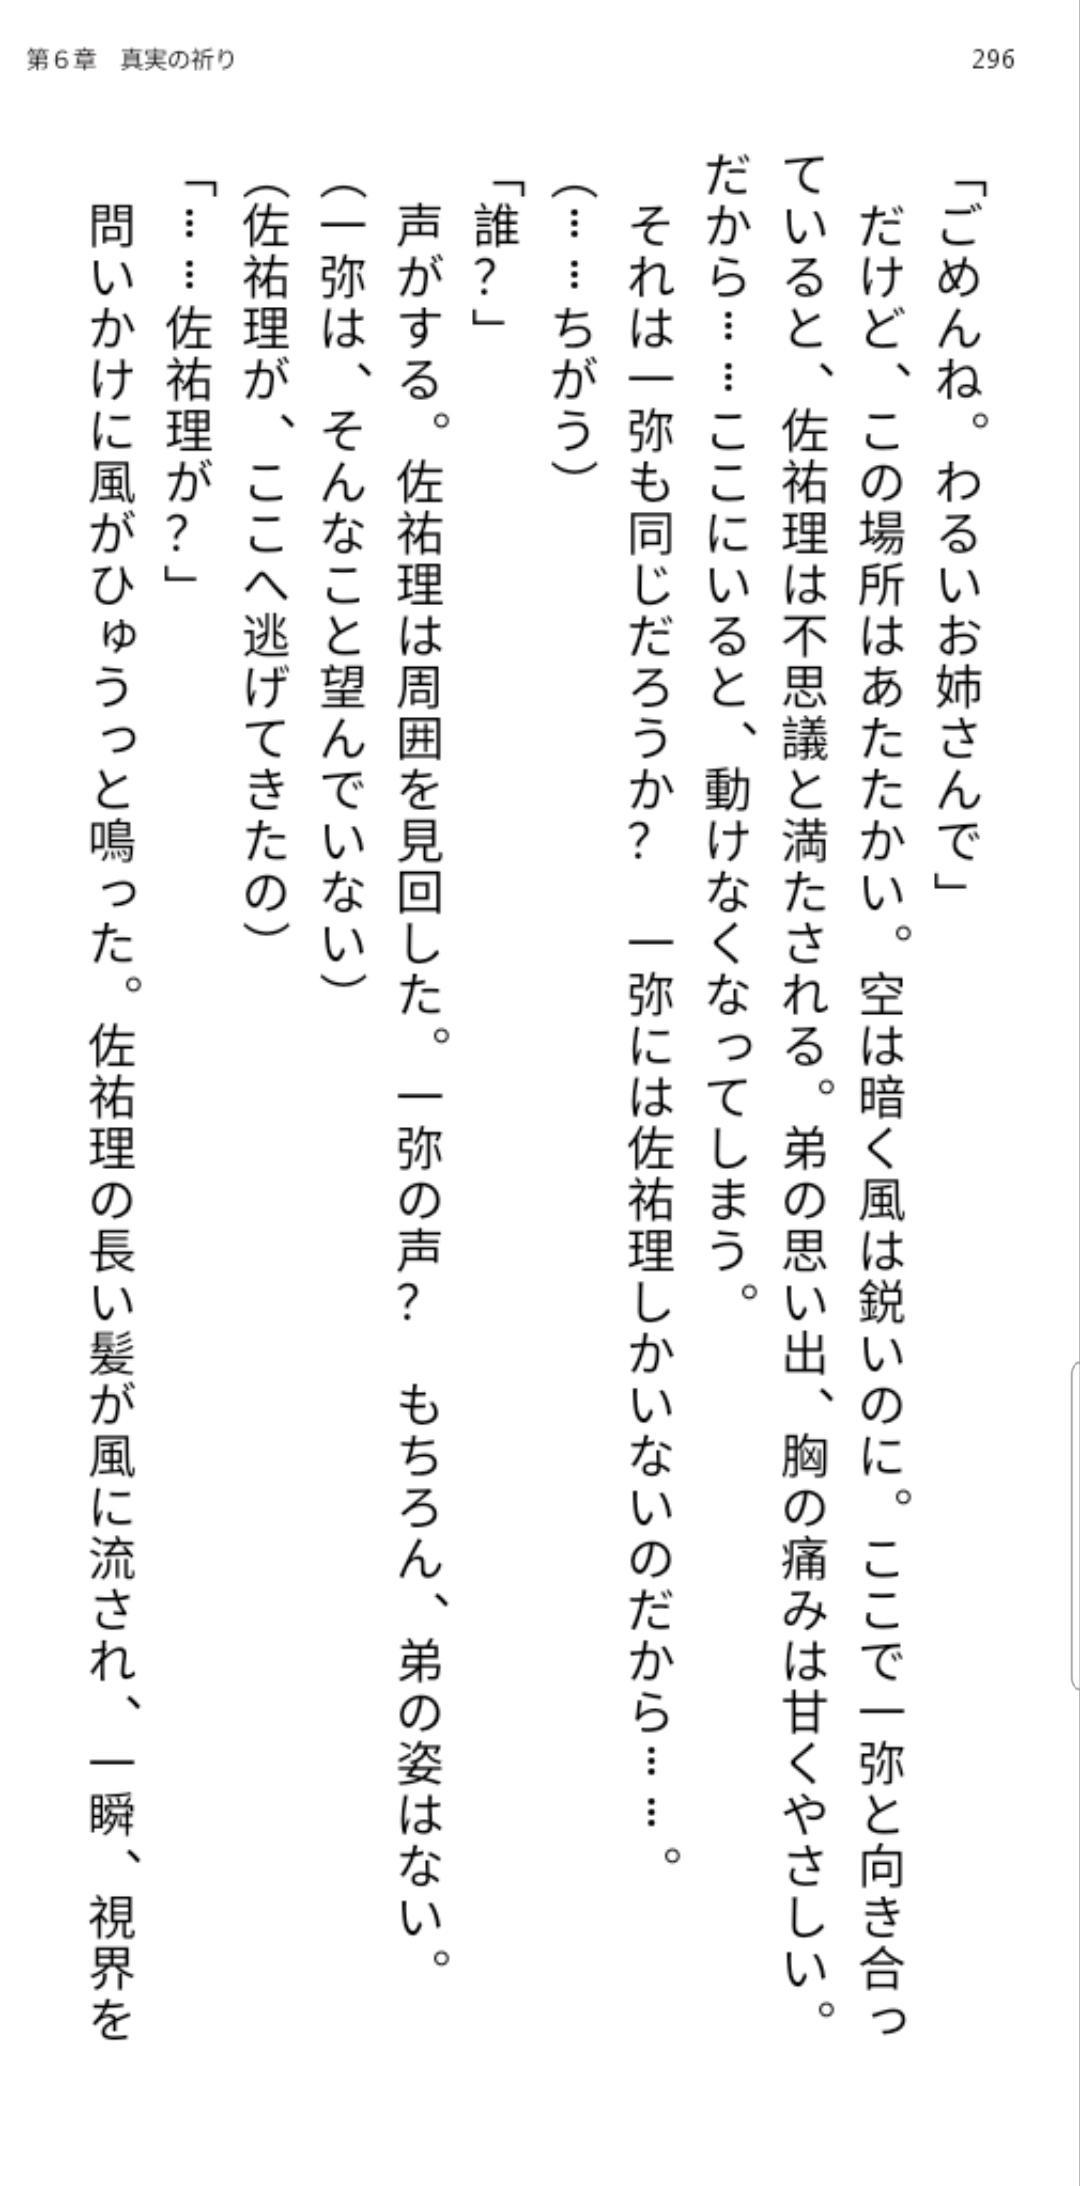 第６章　真実の祈り
296
「ごめんね。わるいお姉さんで」
　だけど、この場所はあたたかい。空は暗く風は鋭いのに。ここで一弥と向き合っ
ていると、佐祐理は不思議と満たされる。弟の思い出、胸の痛みは甘くやさしい。
だから……ここにいると、動けなくなってしまう。
　それは一弥も同じだろうか？　一弥には佐祐理しかいないのだから……。
（……ちがう）
「誰？」
　声がする。佐祐理は周囲を見回した。一弥の声？　もちろん、弟の姿はない。
（一弥は、そんなこと望んでいない）
（佐祐理が、ここへ逃げてきたの）
「……佐祐理が？」
　問いかけに風がひゅうっと鳴った。佐祐理の長い髪が風に流され、一瞬、視界を